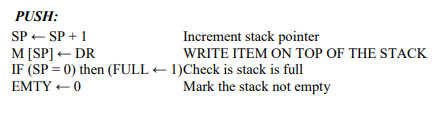 PUSH:
SP ← SP + 1 Increment stack pointer
M [SP] ← DR WRITE ITEM ON TOP OF THE STACK
IF (SP = 0) then (FULL ← 1)Check is stack is full
EMTY ← 0 Mark the stack not empty